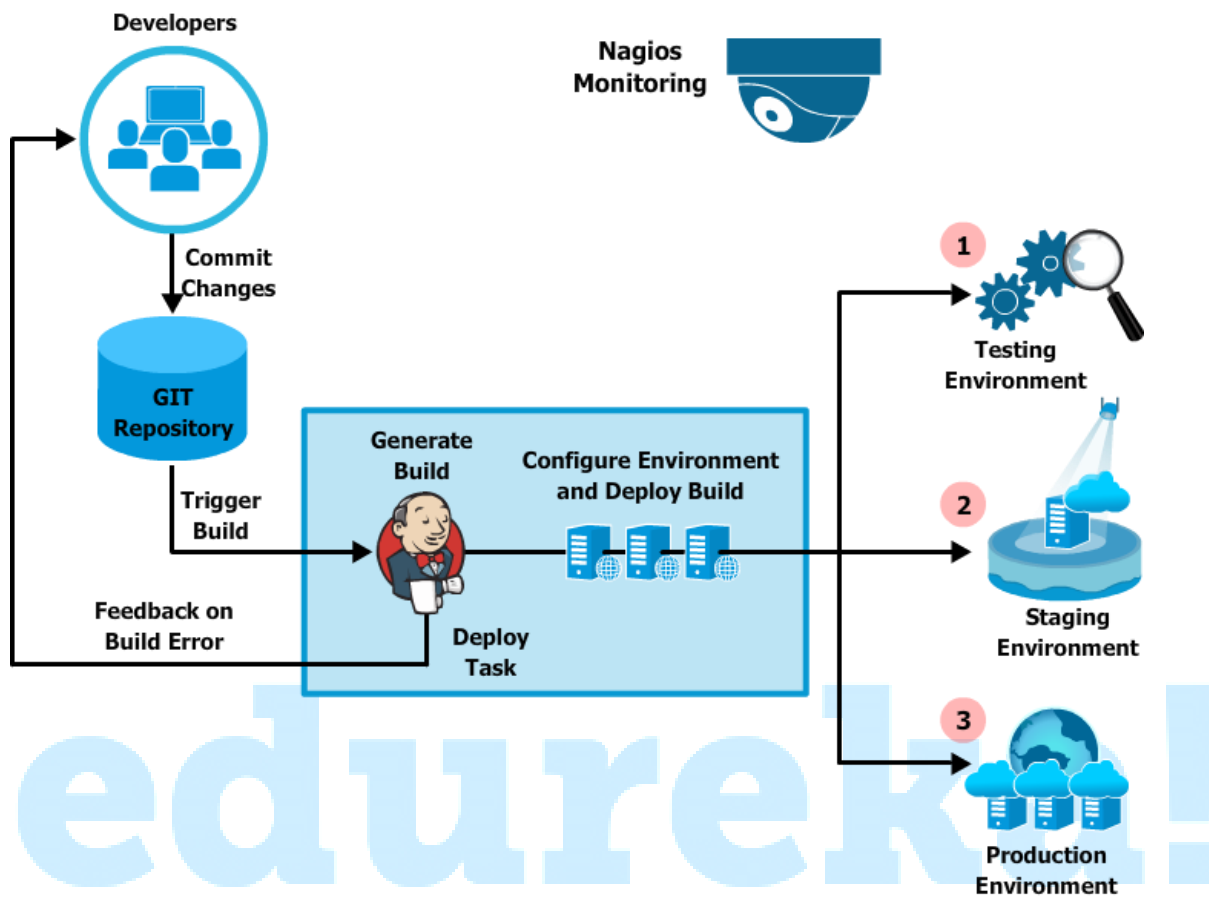 Developers
Nagios
Monitoring
Commit
Changes
GIT
Repository
Trigger
Build
Generate
Build
Configure Environment
and Deploy Build
Feedback on
Build Error
Deploy
Task
1
Testing
Environment
2
Staging
Environment
3
Production
Environment
edureka!